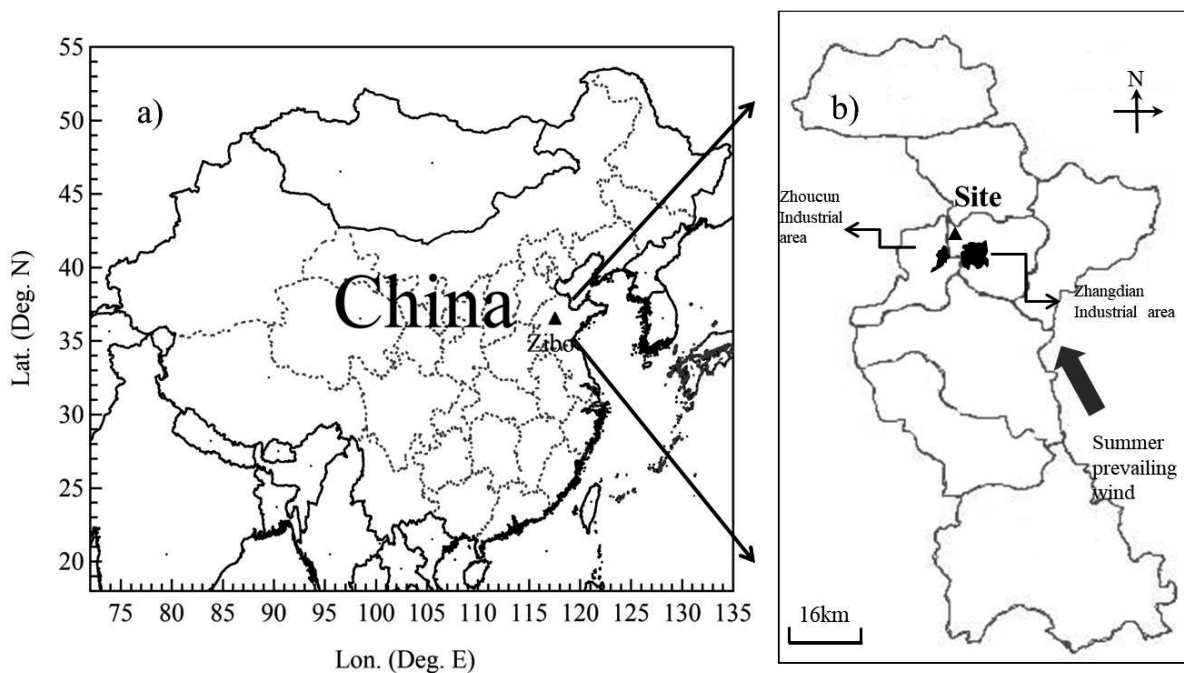 a)
China
Zibo
55
50
45
40
35
30
25
20
Lat. (Deg. N)
75 80 85 90 95 100 105 110 115 120 125 130 135
Lon. (Deg. E)
b)
N
Zhoucun
Industrial
area
Site
Zhangdian
Industrial area
Summer
prevailing
wind
16km